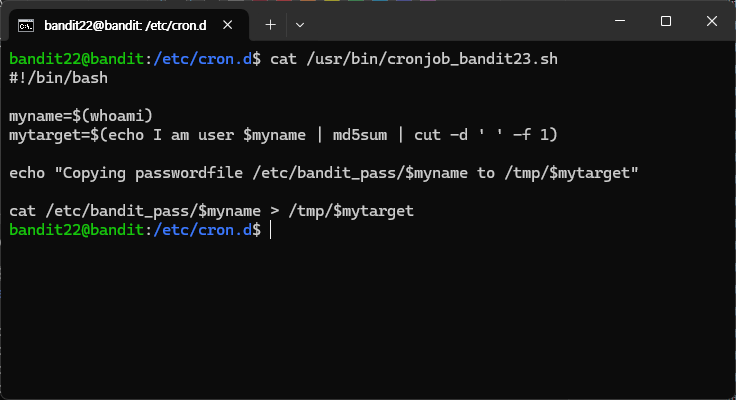 bandit22@bandit: /etc/cron.d
bandit22@bandit:/etc/cron.d$ cat /usr/bin/cronjob_bandit23.sh
#!/bin/bash
myname=$(whoami)
mytarget=$(echo I am user $myname | md5sum | cut -d ' ' -f 1)
echo "Copying passwordfile /etc/bandit_pass/$myname to /tmp/$mytarget"
cat /etc/bandit_pass/$myname > /tmp/$mytarget
bandit22@bandit:/etc/cron.d$